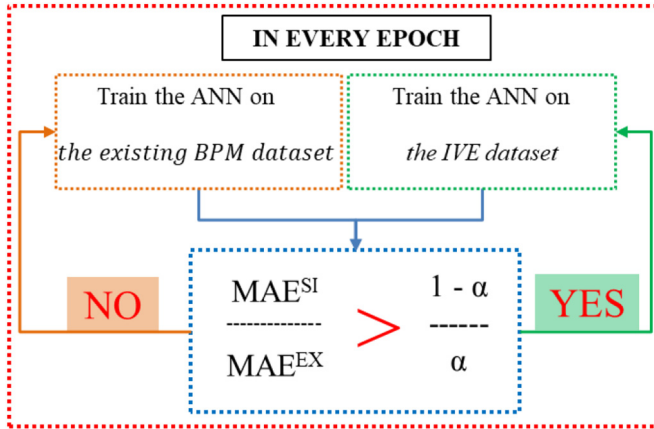 IN EVERY EPOCH
Train the ANN on
the existing BPM dataset
Train the ANN on
the IVE dataset
NO
MAE^SI
--------------
MAE^EX
>
1 - α
------
α
YES